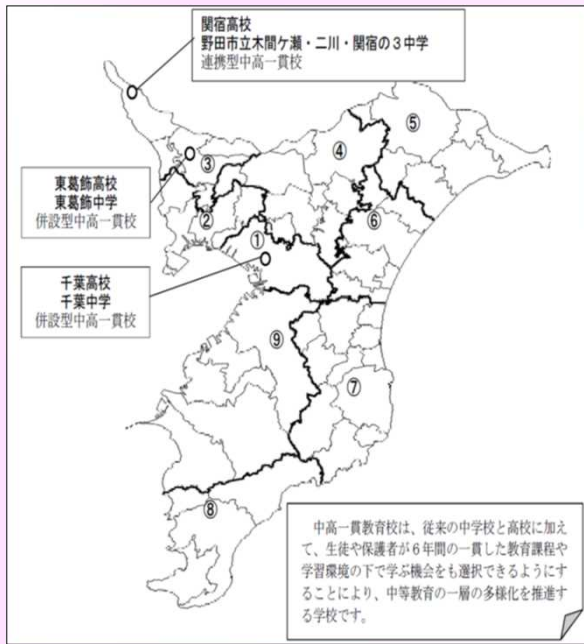 関宿高校
野田市立木間ケ瀬・二川・関宿の３中学
連携型中高一貫校
⑤
④
③
東葛飾高校
東葛飾中学
併設型中高一貫校
②
⑥
①
千葉高校
千葉中学
併設型中高一貫校
⑨
⑦
⑧
中高一貫教育校は、従来の中学校と高校に加え
て、生徒や保護者が６年間の一貫した教育課程や
学習環境の下で学ぶ機会をも選択できるようにす
ることにより、中等教育の一層の多様化を推進す
る学校です。